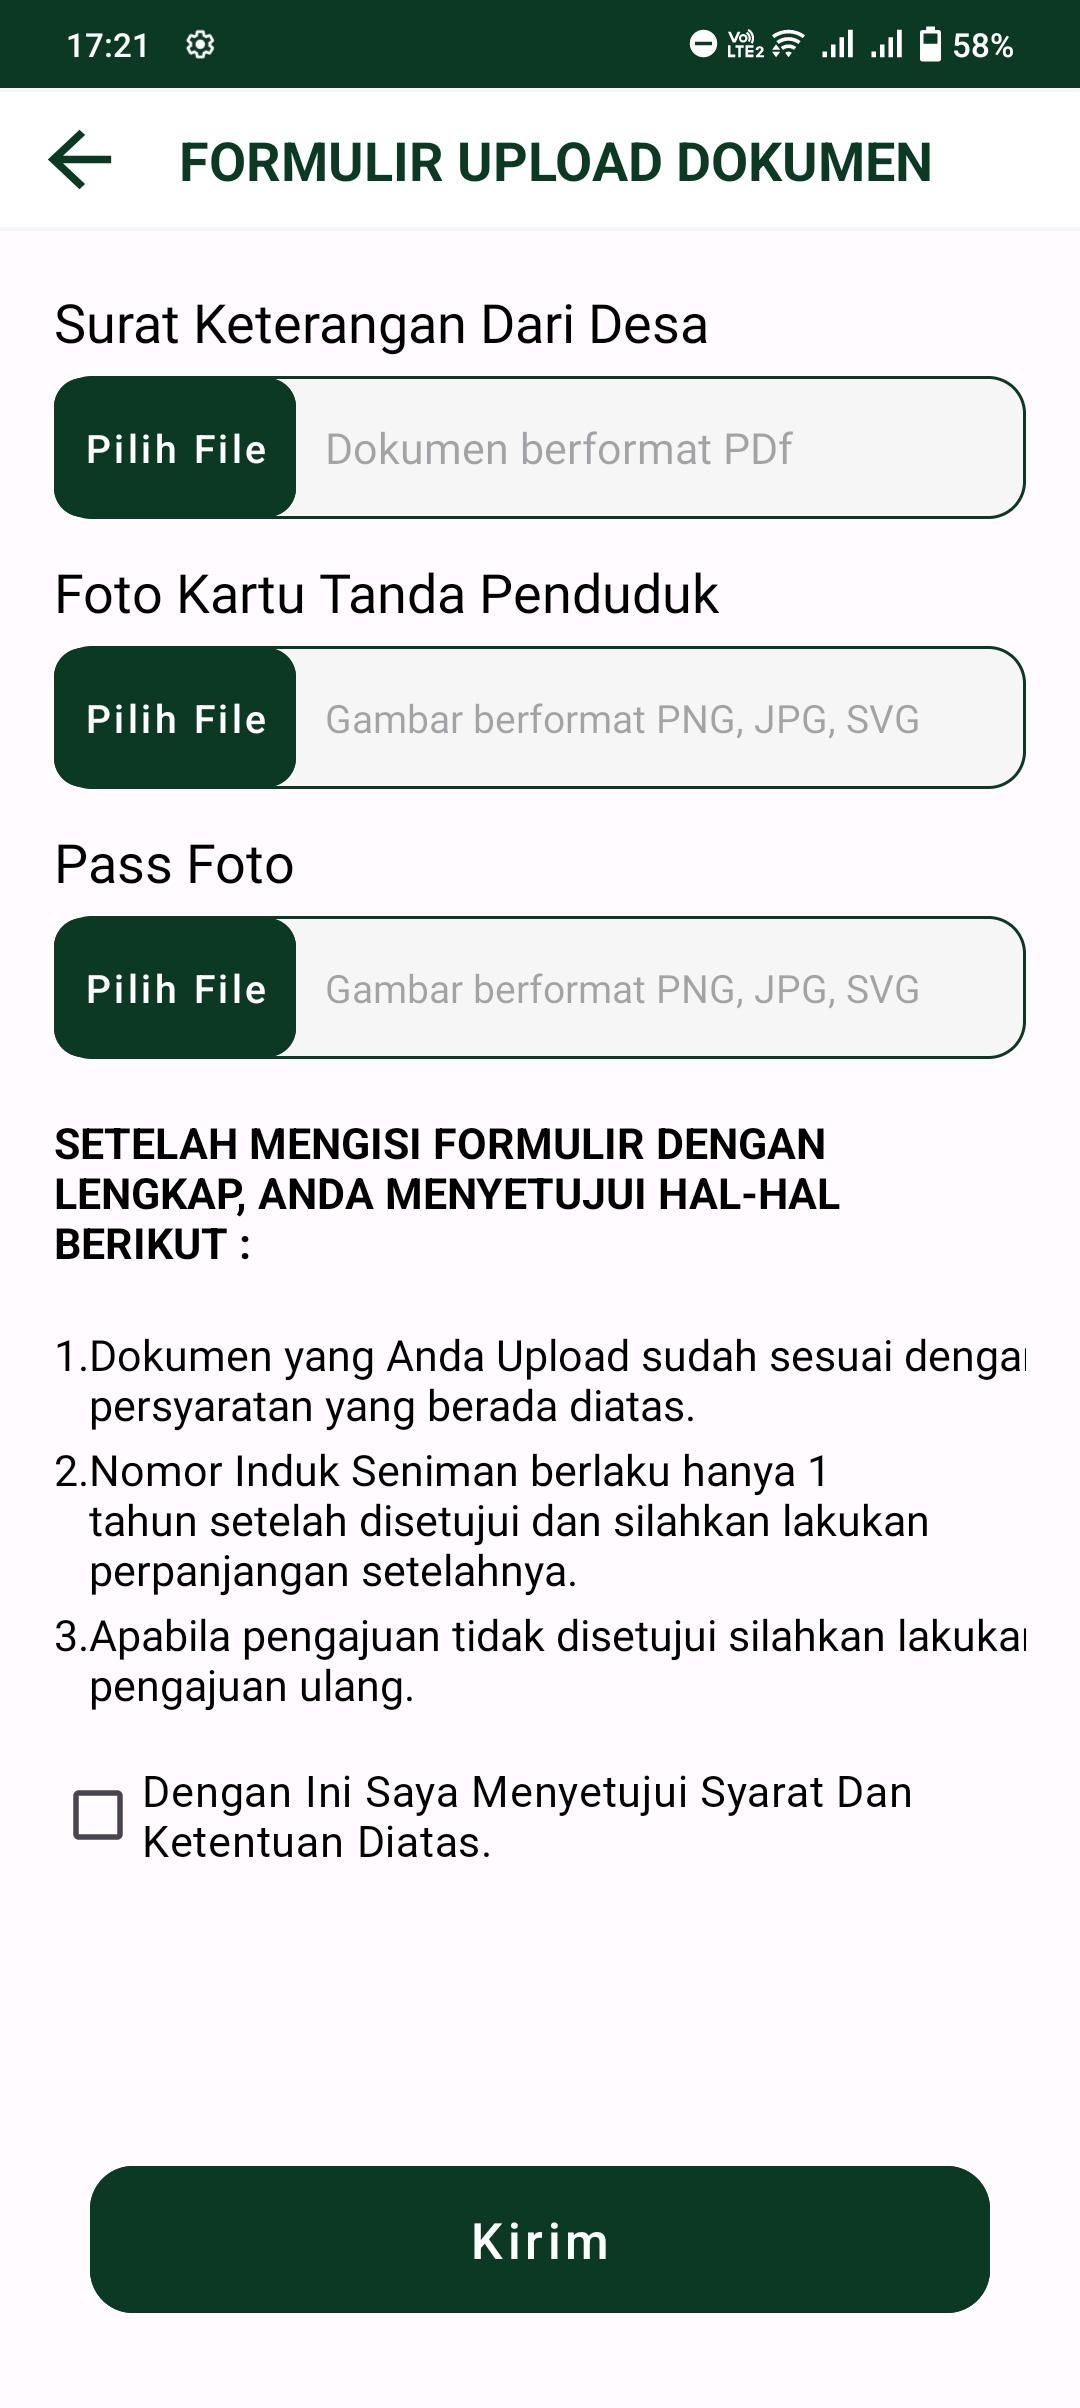 17:21 Vo)) LTE2 58%
FORMULIR UPLOAD DOKUMEN
Surat Keterangan Dari Desa
Pilih File Dokumen berformat PDf
Foto Kartu Tanda Penduduk
Pilih File Gambar berformat PNG, JPG, SVG
Pass Foto
Pilih File Gambar berformat PNG, JPG, SVG
SETELAH MENGISI FORMULIR DENGAN
LENGKAP, ANDA MENYETUJUI HAL-HAL
BERIKUT :
1.Dokumen yang Anda Upload sudah sesuai dengan
persyaratan yang berada diatas.
2.Nomor Induk Seniman berlaku hanya 1
tahun setelah disetujui dan silahkan lakukan
perpanjangan setelahnya.
3.Apabila pengajuan tidak disetujui silahkan lakukan
pengajuan ulang.
Dengan Ini Saya Menyetujui Syarat Dan
Ketentuan Diatas.
Kirim